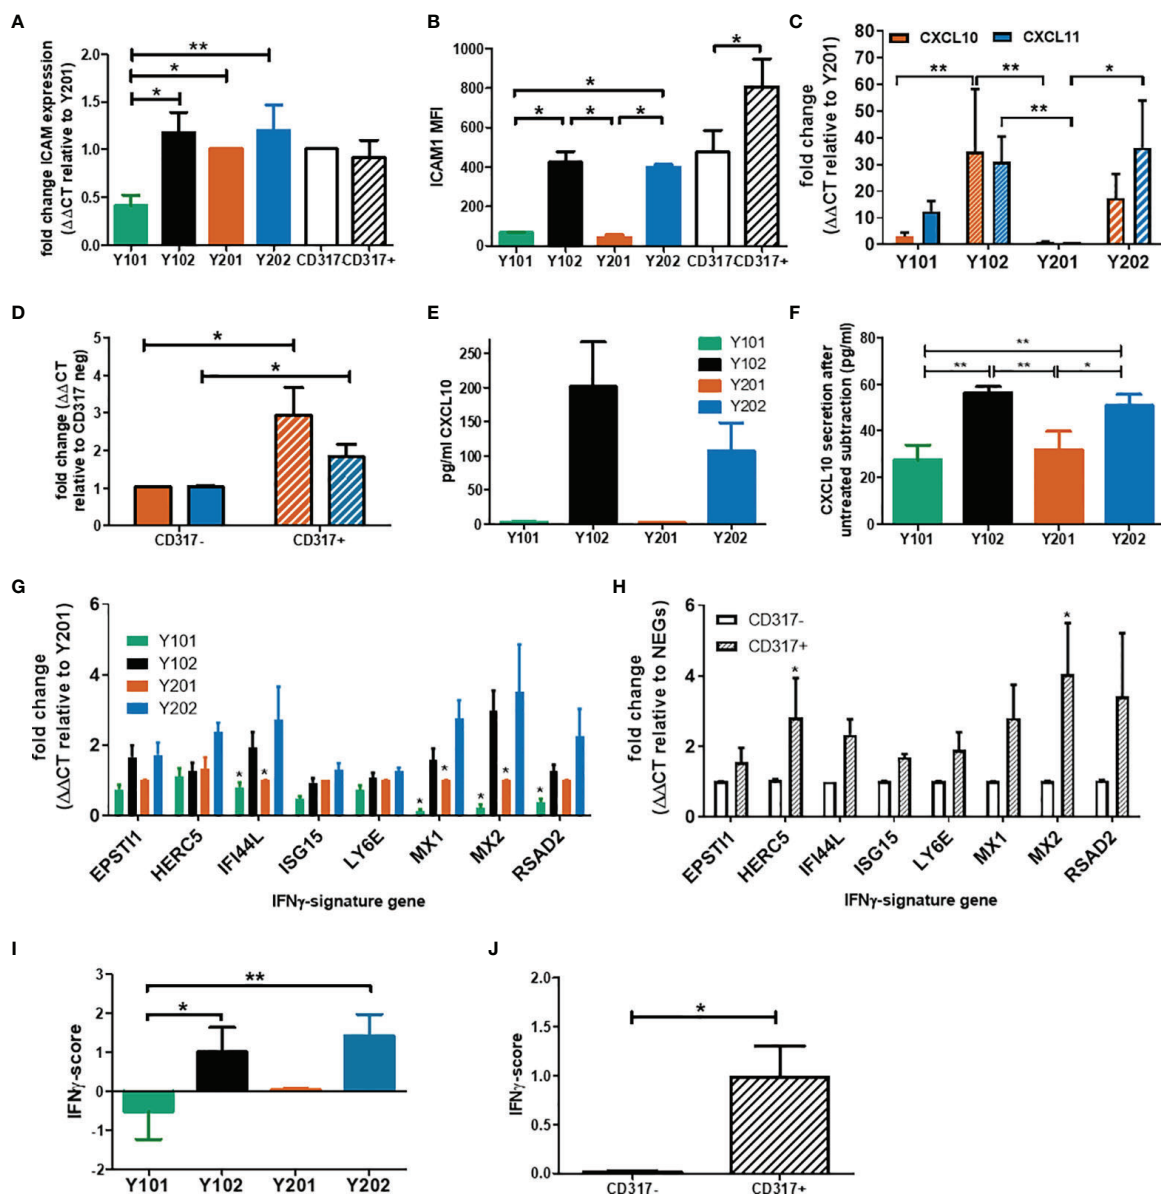 A
fold change ICAM expression
(ΔΔCT relative to Y201)
2.0
1.5
1.0
0.5
0.0
**
*
*
Y101 Y102 Y201 Y202 CD317 CD317+
B
ICAM1 MFI
1000
800
600
400
200
0
*
*
* * *
Y101 Y102 Y201 Y202 CD317 CD317+
C
CXCL10 CXCL11
fold change
(ΔΔCT relative to Y201)
80
70
60
50
40
30
20
10
0
** ** *
**
Y101 Y102 Y201 Y202
D
fold change (ΔΔCT
relative to CD317 neg)
5
4
3
2
1
0
*
*
CD317- CD317+
E
pg/ml CXCL10
250
200
150
100
50
0
Y101
Y102
Y201
Y202
Y101 Y102 Y201 Y202
F
CXCL10 secretion after
untreated subtraction (pg/ml)
80
60
40
20
0
**
** ** *
Y101 Y102 Y201 Y202
G
fold change
(ΔΔCT relative to Y201)
6
4
2
0
Y101
Y102
Y201
Y202
* * * * * * *
EPSTI1 HERC5 IFI44L ISG15 LY6E MX1 MX2 RSAD2
IFNγ-signature gene
H
fold change
(ΔΔCT relative to NEGs)
6
4
2
0
CD317-
CD317+
* *
EPSTI1 HERC5 IFI44L ISG15 LY6E MX1 MX2 RSAD2
IFNγ-signature gene
I
IFNγ-score
3
2
1
0
-1
-2
**
*
Y101 Y102 Y201 Y202
J
IFNγ-score
2.0
1.5
1.0
0.5
0.0
*
CD317- CD317+